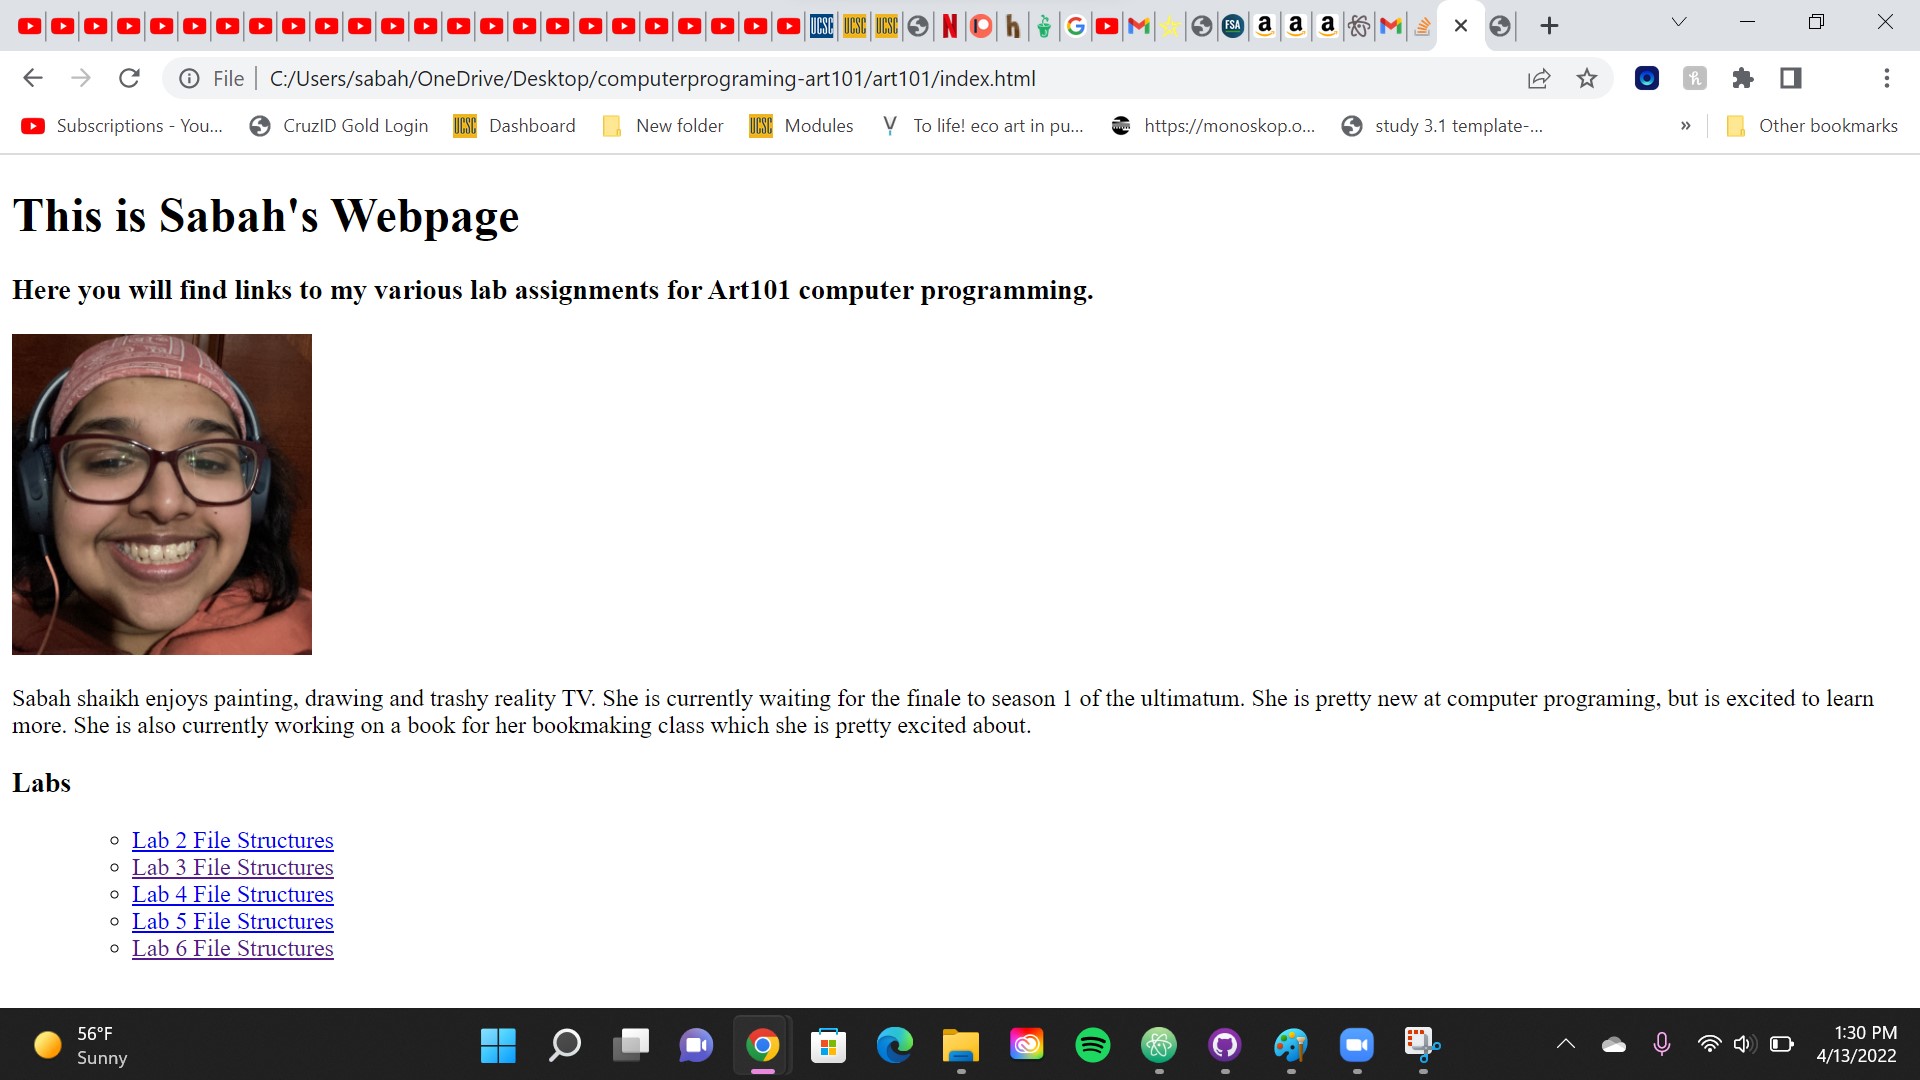 UCSC UCSC UCSC N h G FSA a a a
File C:/Users/sabah/OneDrive/Desktop/computerprograming-art101/art101/index.html
Subscriptions - You... CruzID Gold Login UCSC Dashboard New folder UCSC Modules To life! eco art in pu... https://monoskop.o... study 3.1 template-... » Other bookmarks
This is Sabah's Webpage
Here you will find links to my various lab assignments for Art101 computer programming.
Sabah shaikh enjoys painting, drawing and trashy reality TV. She is currently waiting for the finale to season 1 of the ultimatum. She is pretty new at computer programing, but is excited to learn
more. She is also currently working on a book for her bookmaking class which she is pretty excited about.
Labs
Lab 2 File Structures
Lab 3 File Structures
Lab 4 File Structures
Lab 5 File Structures
Lab 6 File Structures
56°F
Sunny
1:30 PM
4/13/2022